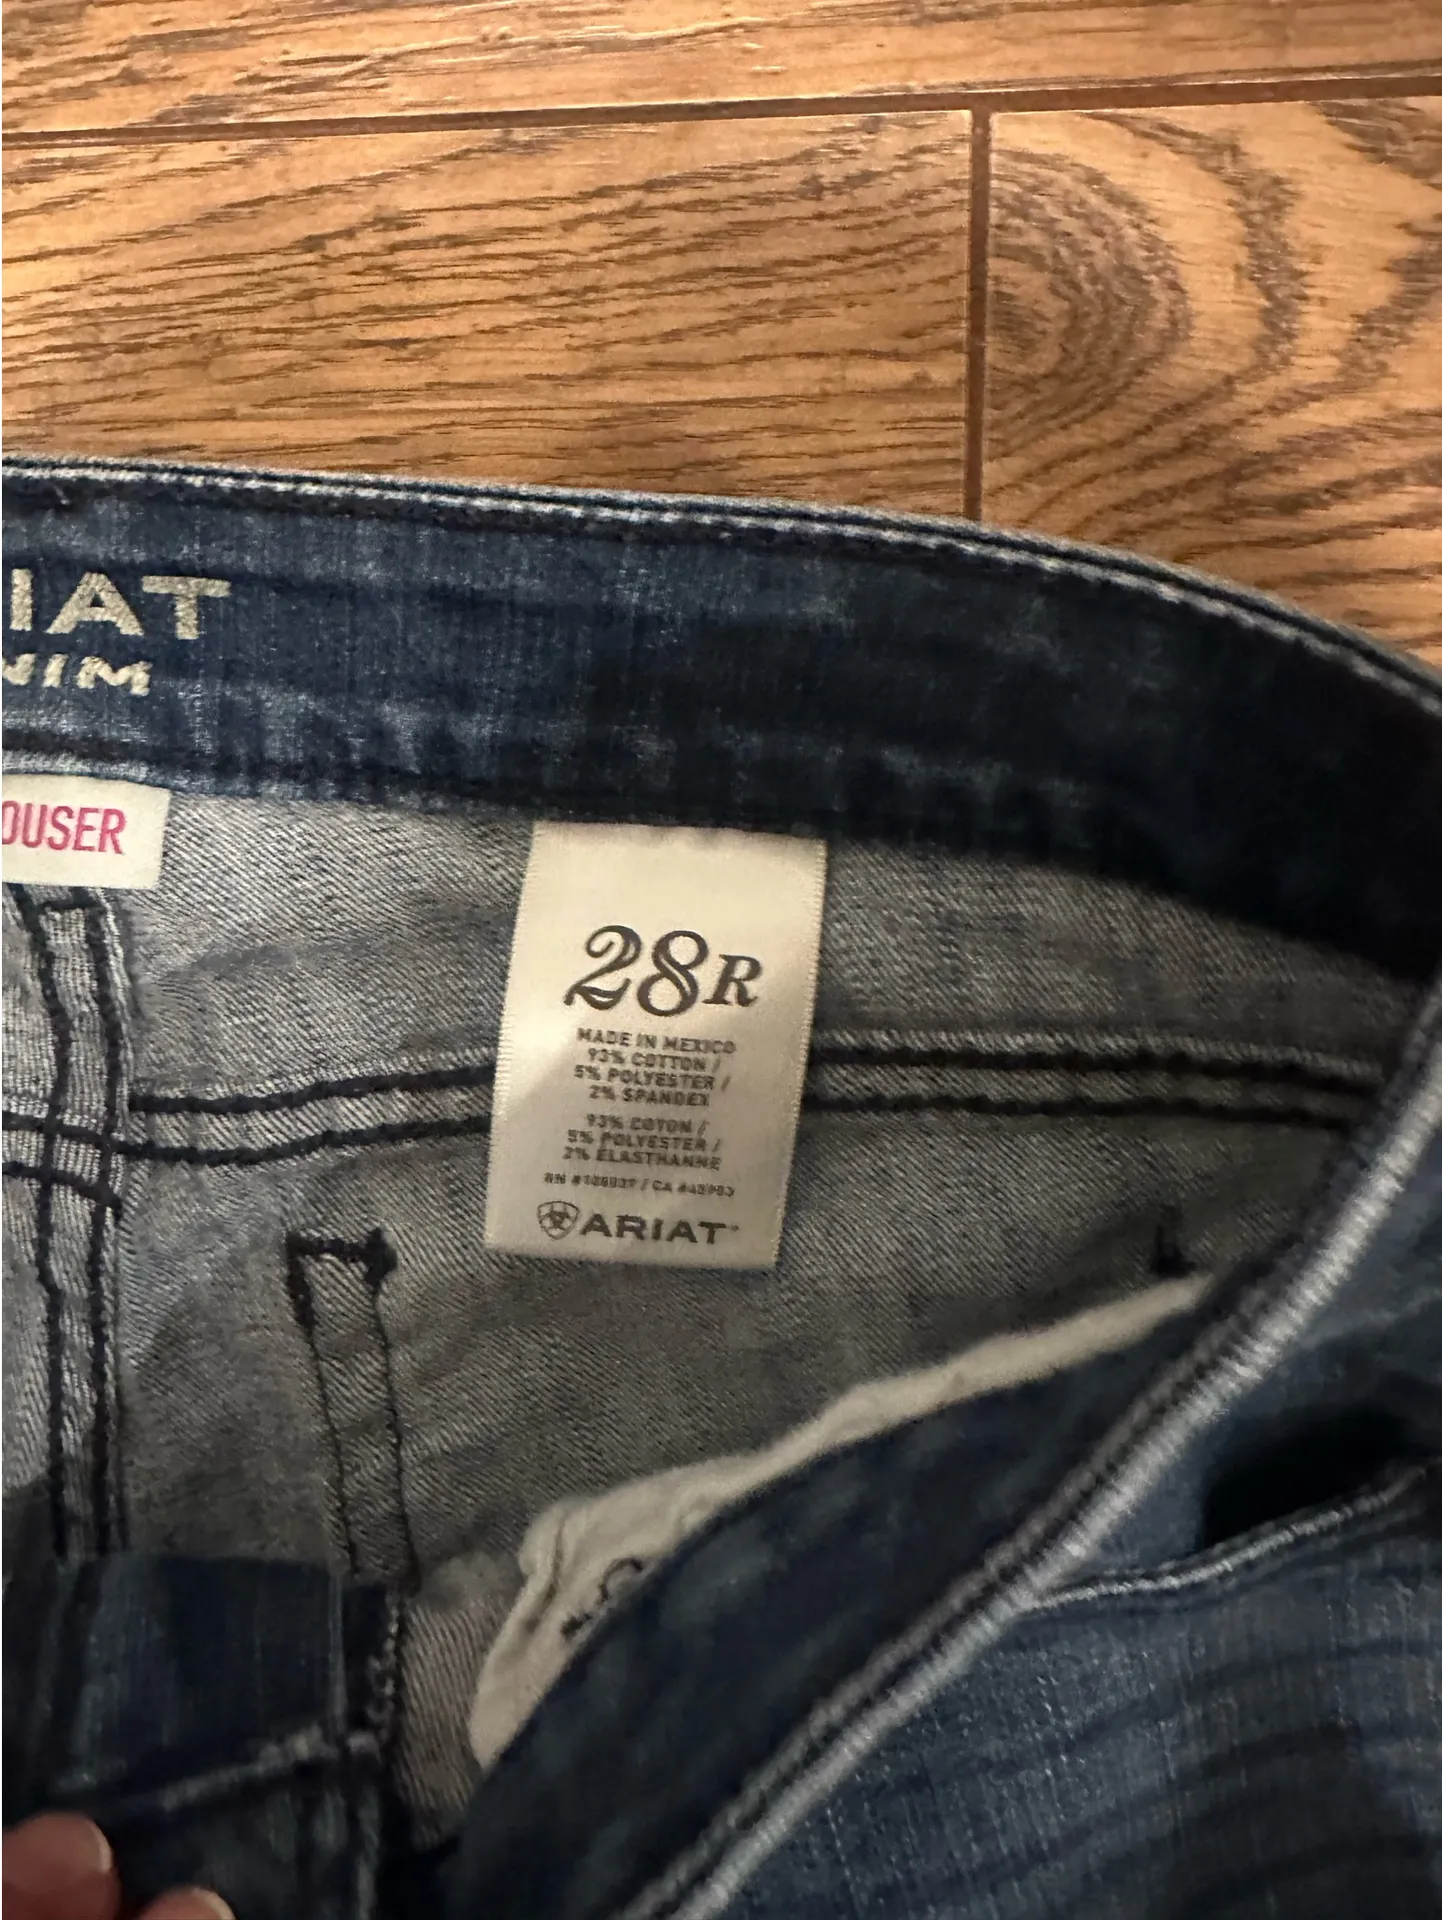 IAT
NIM
OUSER
28R
MADE IN MEXICO
93% COTTON /
5% POLYESTER /
2% SPANDEX
93% COTON /
5% POLYESTER /
2% ÉLASTHANNE
ARIAT